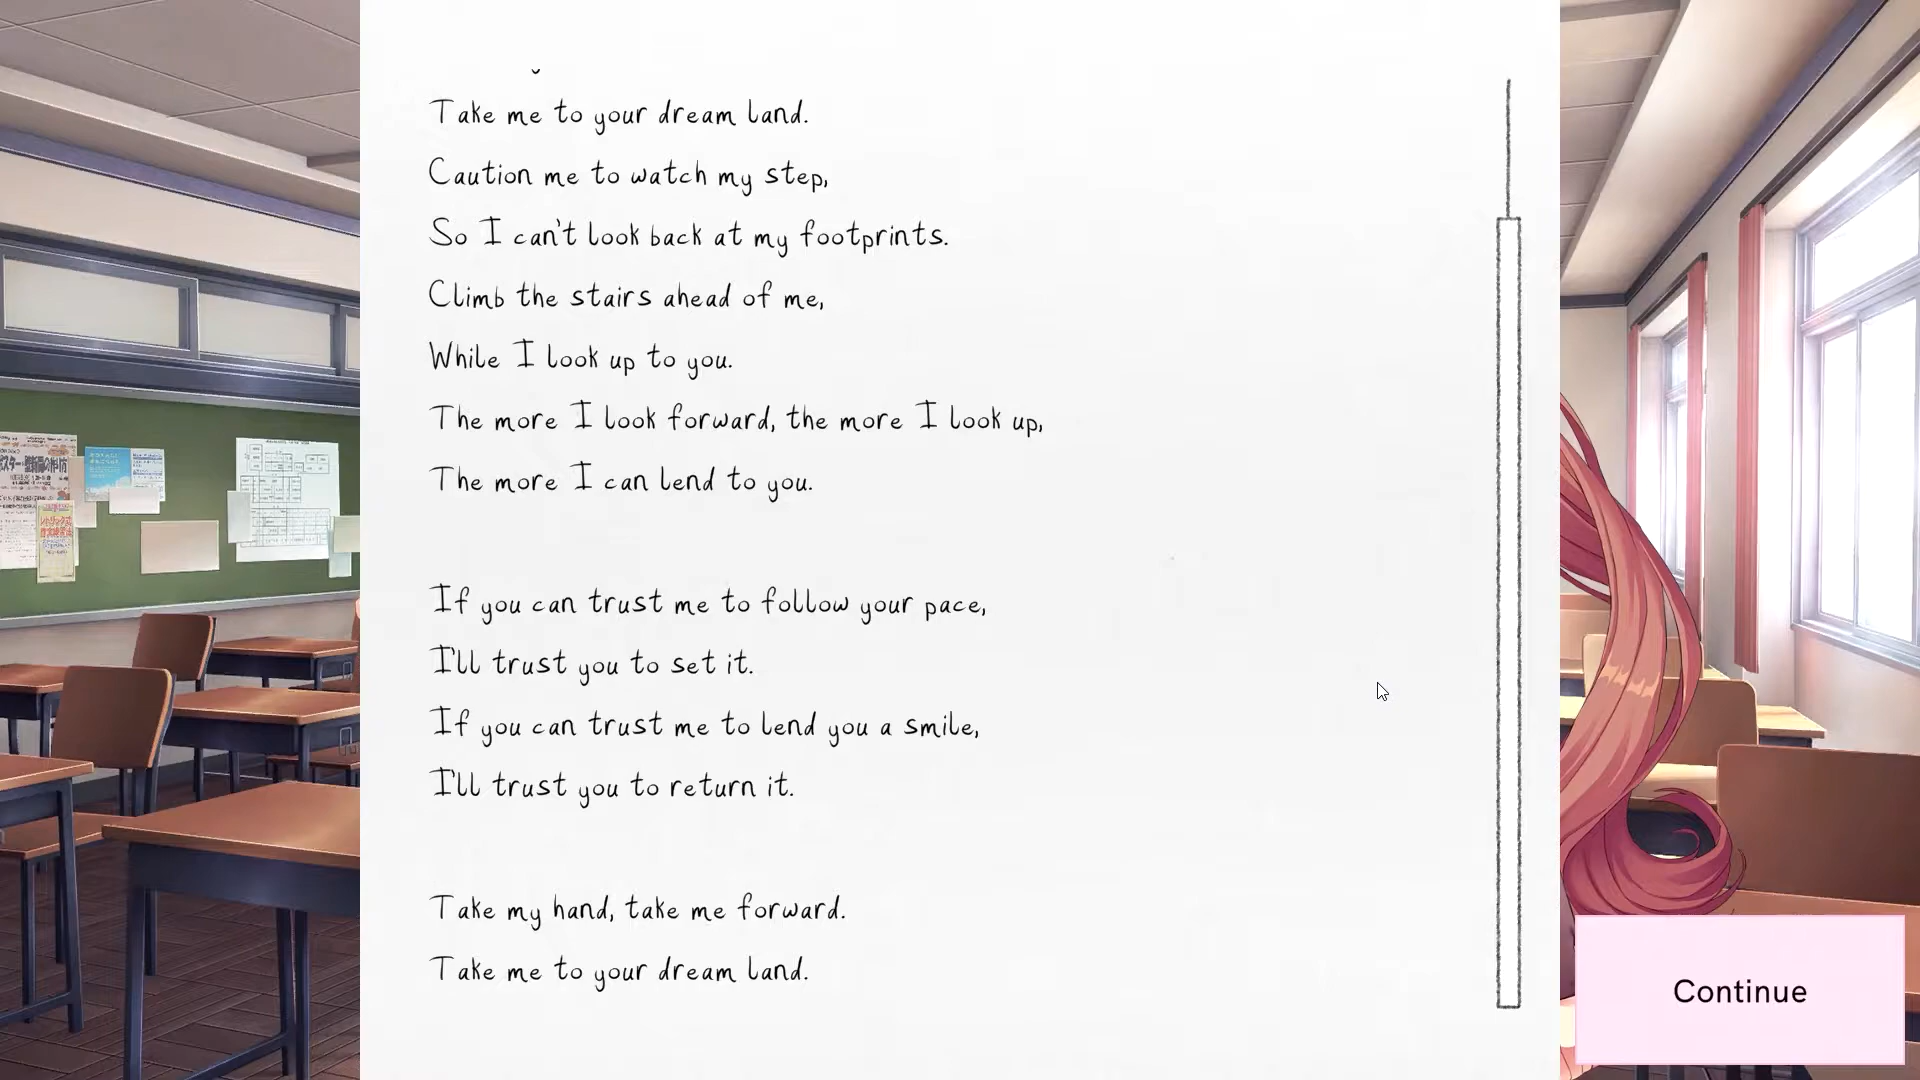 Take me to your dream land.
Caution me to watch my step,
So I can't look back at my footprints.
Climb the stairs ahead of me,
While I look up to you.
The more I look forward, the more I look up,
The more I can lend to you.
If you can trust me to follow your pace,
I'll trust you to set it.
If you can trust me to lend you a smile,
I'll trust you to return it.
Take my hand, take me forward.
Take me to your dream land.
Continue